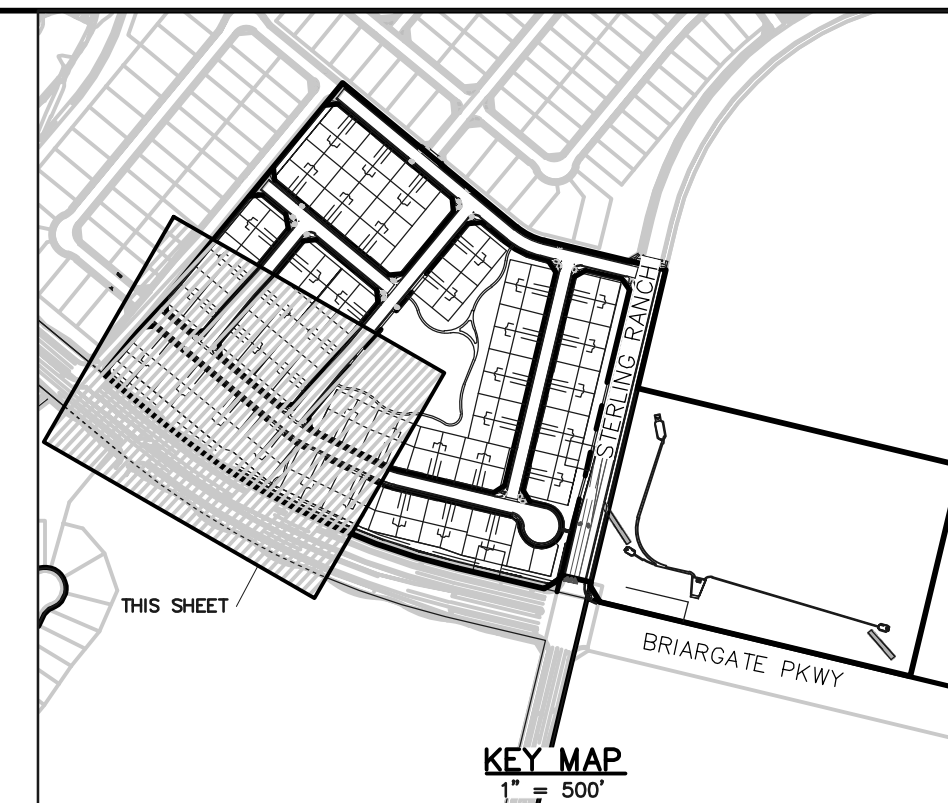 STERLING RANCH
THIS SHEET
BRIARGATE PKWY
KEY MAP
1" = 500'